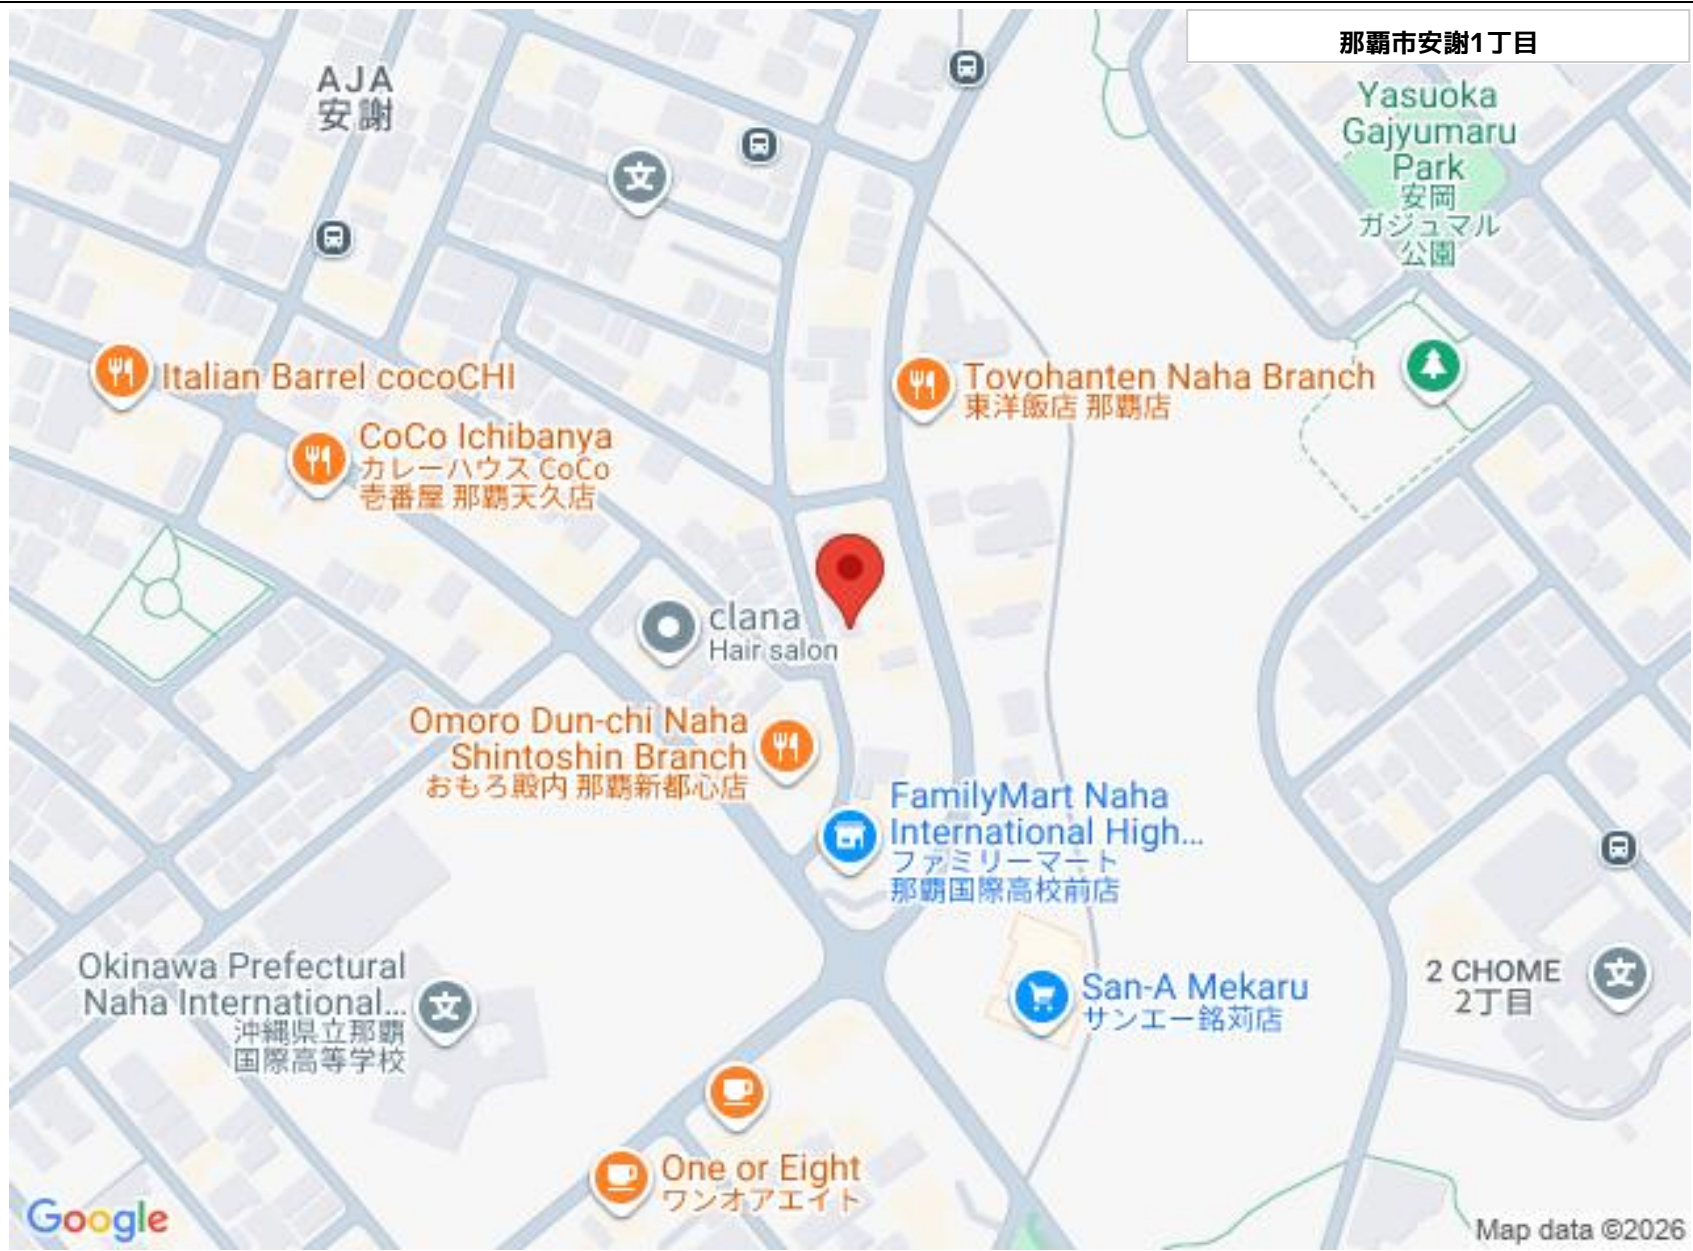 那覇市安謝1丁目
AJA
安謝
文
Yasuoka
Gajyumaru
Park
安岡
ガジュマル
公園
Italian Barrel cocoCHI
CoCo Ichibanya
カレーハウス CoCo
壱番屋 那覇天久店
Tovohanten Naha Branch
東洋飯店 那覇店
clana
Hair salon
Omoro Dun-chi Naha
Shintoshin Branch
おもろ殿内 那覇新都心店
FamilyMart Naha
International High...
ファミリーマート
那覇国際高校前店
Okinawa Prefectural
Naha International...
沖縄県立那覇
国際高等学校
文
San-A Mekaru
サンエー銘苅店
2 CHOME
2丁目
文
One or Eight
ワンオアエイト
Google
Map data ©2026